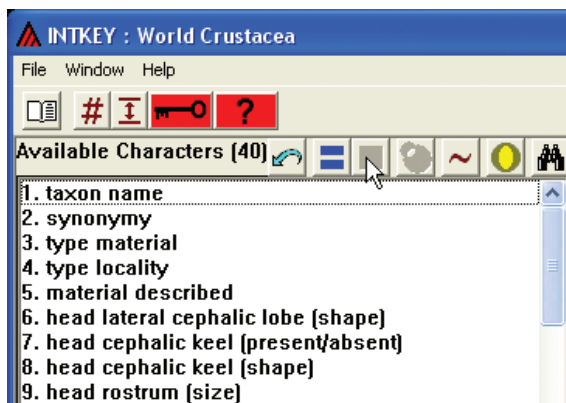 INTKEY : World Crustacea
File Window Help
# ?
Available Characters (40) = ~
1. taxon name
2. synonymy
3. type material
4. type locality
5. material described
6. head lateral cephalic lobe (shape)
7. head cephalic keel (present/absent)
8. head cephalic keel (shape)
9. head rostrum (size)